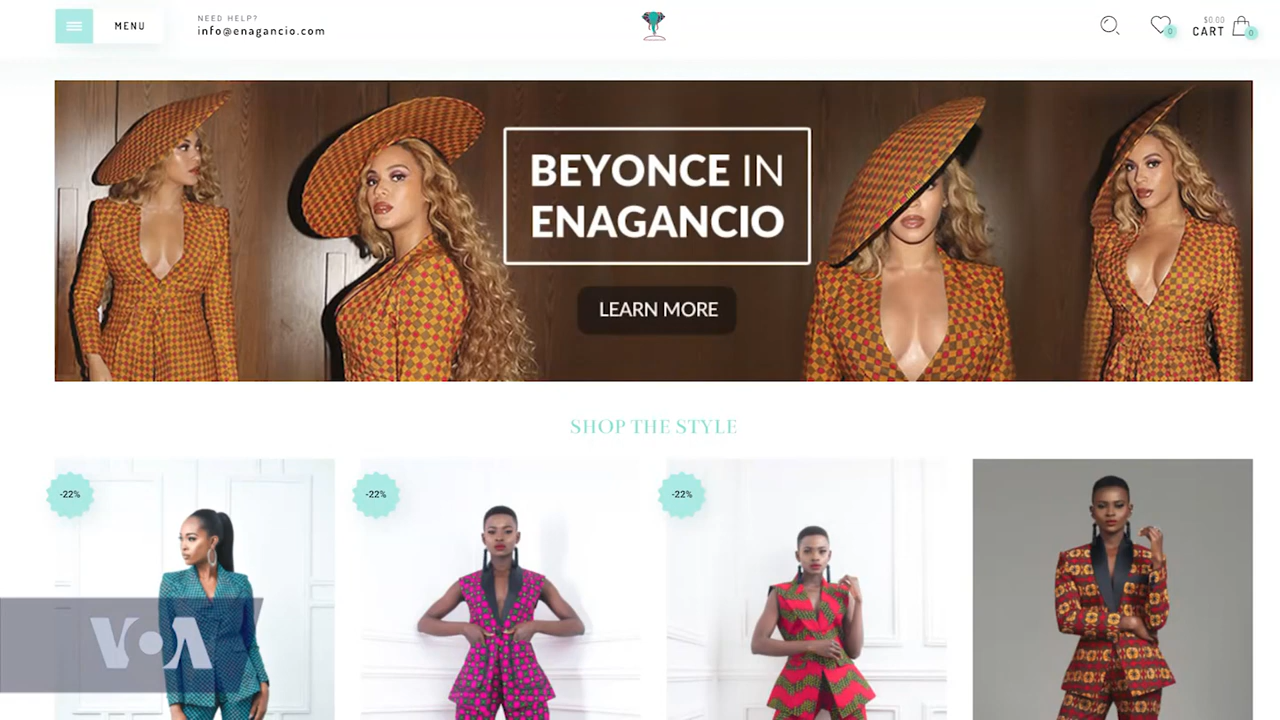 MENU
NEED HELP?
info@enagancio.com
0
$0.00
CART
0
BEYONCE IN
ENAGANCIO
LEARN MORE
SHOP THE STYLE
-22%
-22%
-22%
VOA